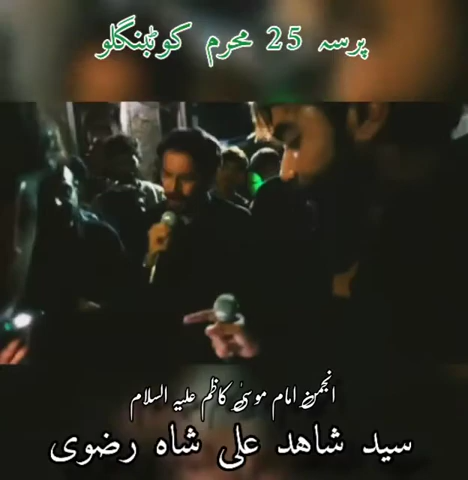 پرسہ 25 محرم کوٹبنگلو
انجمن امام موسیٰ کاظم علیہ السلام
سید شاھد علی شاہ رضوی